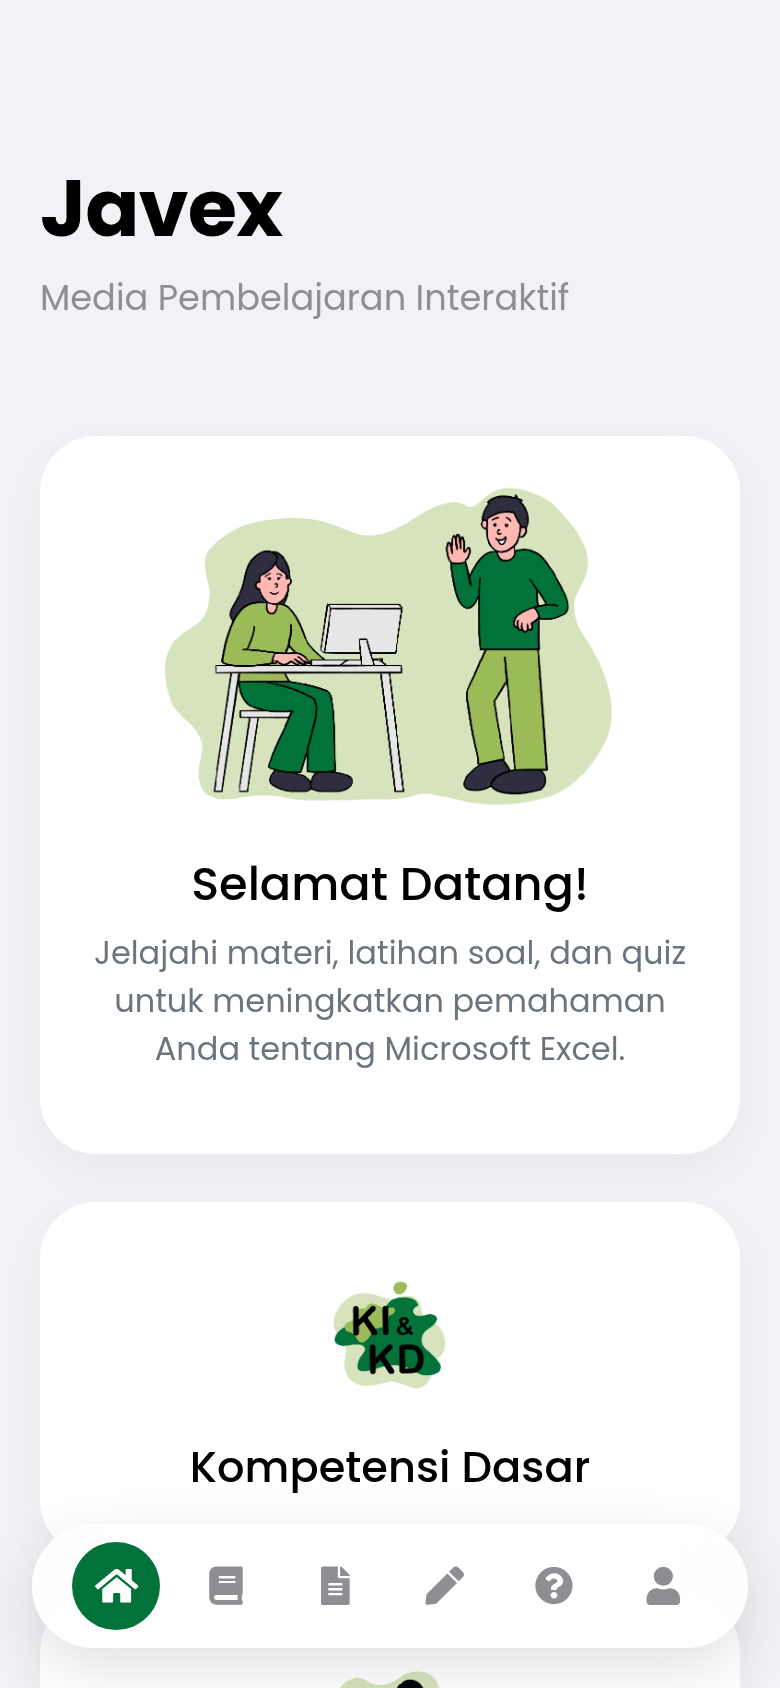 Javex
Media Pembelajaran Interaktif
Selamat Datang!
Jelajahi materi, latihan soal, dan quiz
untuk meningkatkan pemahaman
Anda tentang Microsoft Excel.
KI &
KD
Kompetensi Dasar